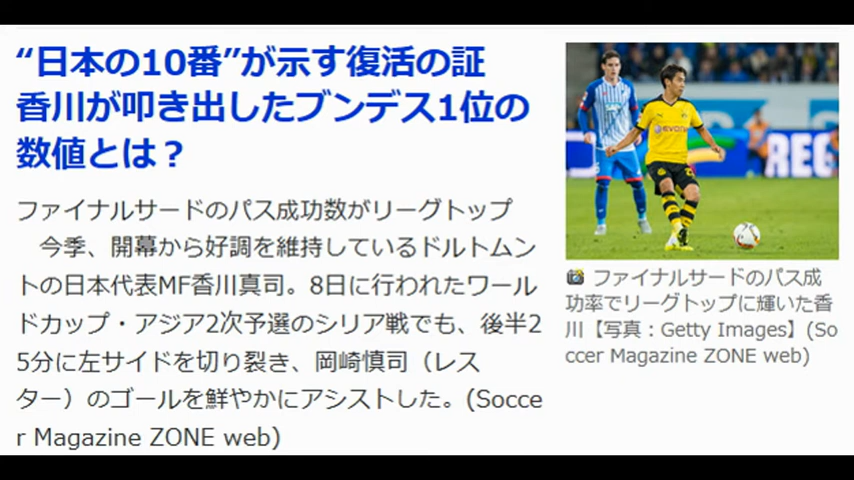 “日本の10番”が示す復活の証
香川が叩き出したブンデス1位の
数値とは？
ファイナルサードのパス成功数がリーグトップ
今季、開幕から好調を維持しているドルトムン
トの日本代表MF香川真司。8日に行われたワール
ドカップ・アジア2次予選のシリア戦でも、後半2
5分に左サイドを切り裂き、岡崎慎司（レス
ター）のゴールを鮮やかにアシストした。(Socce
r Magazine ZONE web)
ファイナルサードのパス成
功率でリーグトップに輝いた香
川【写真：Getty Images】(So
ccer Magazine ZONE web)
EVONIK
REG